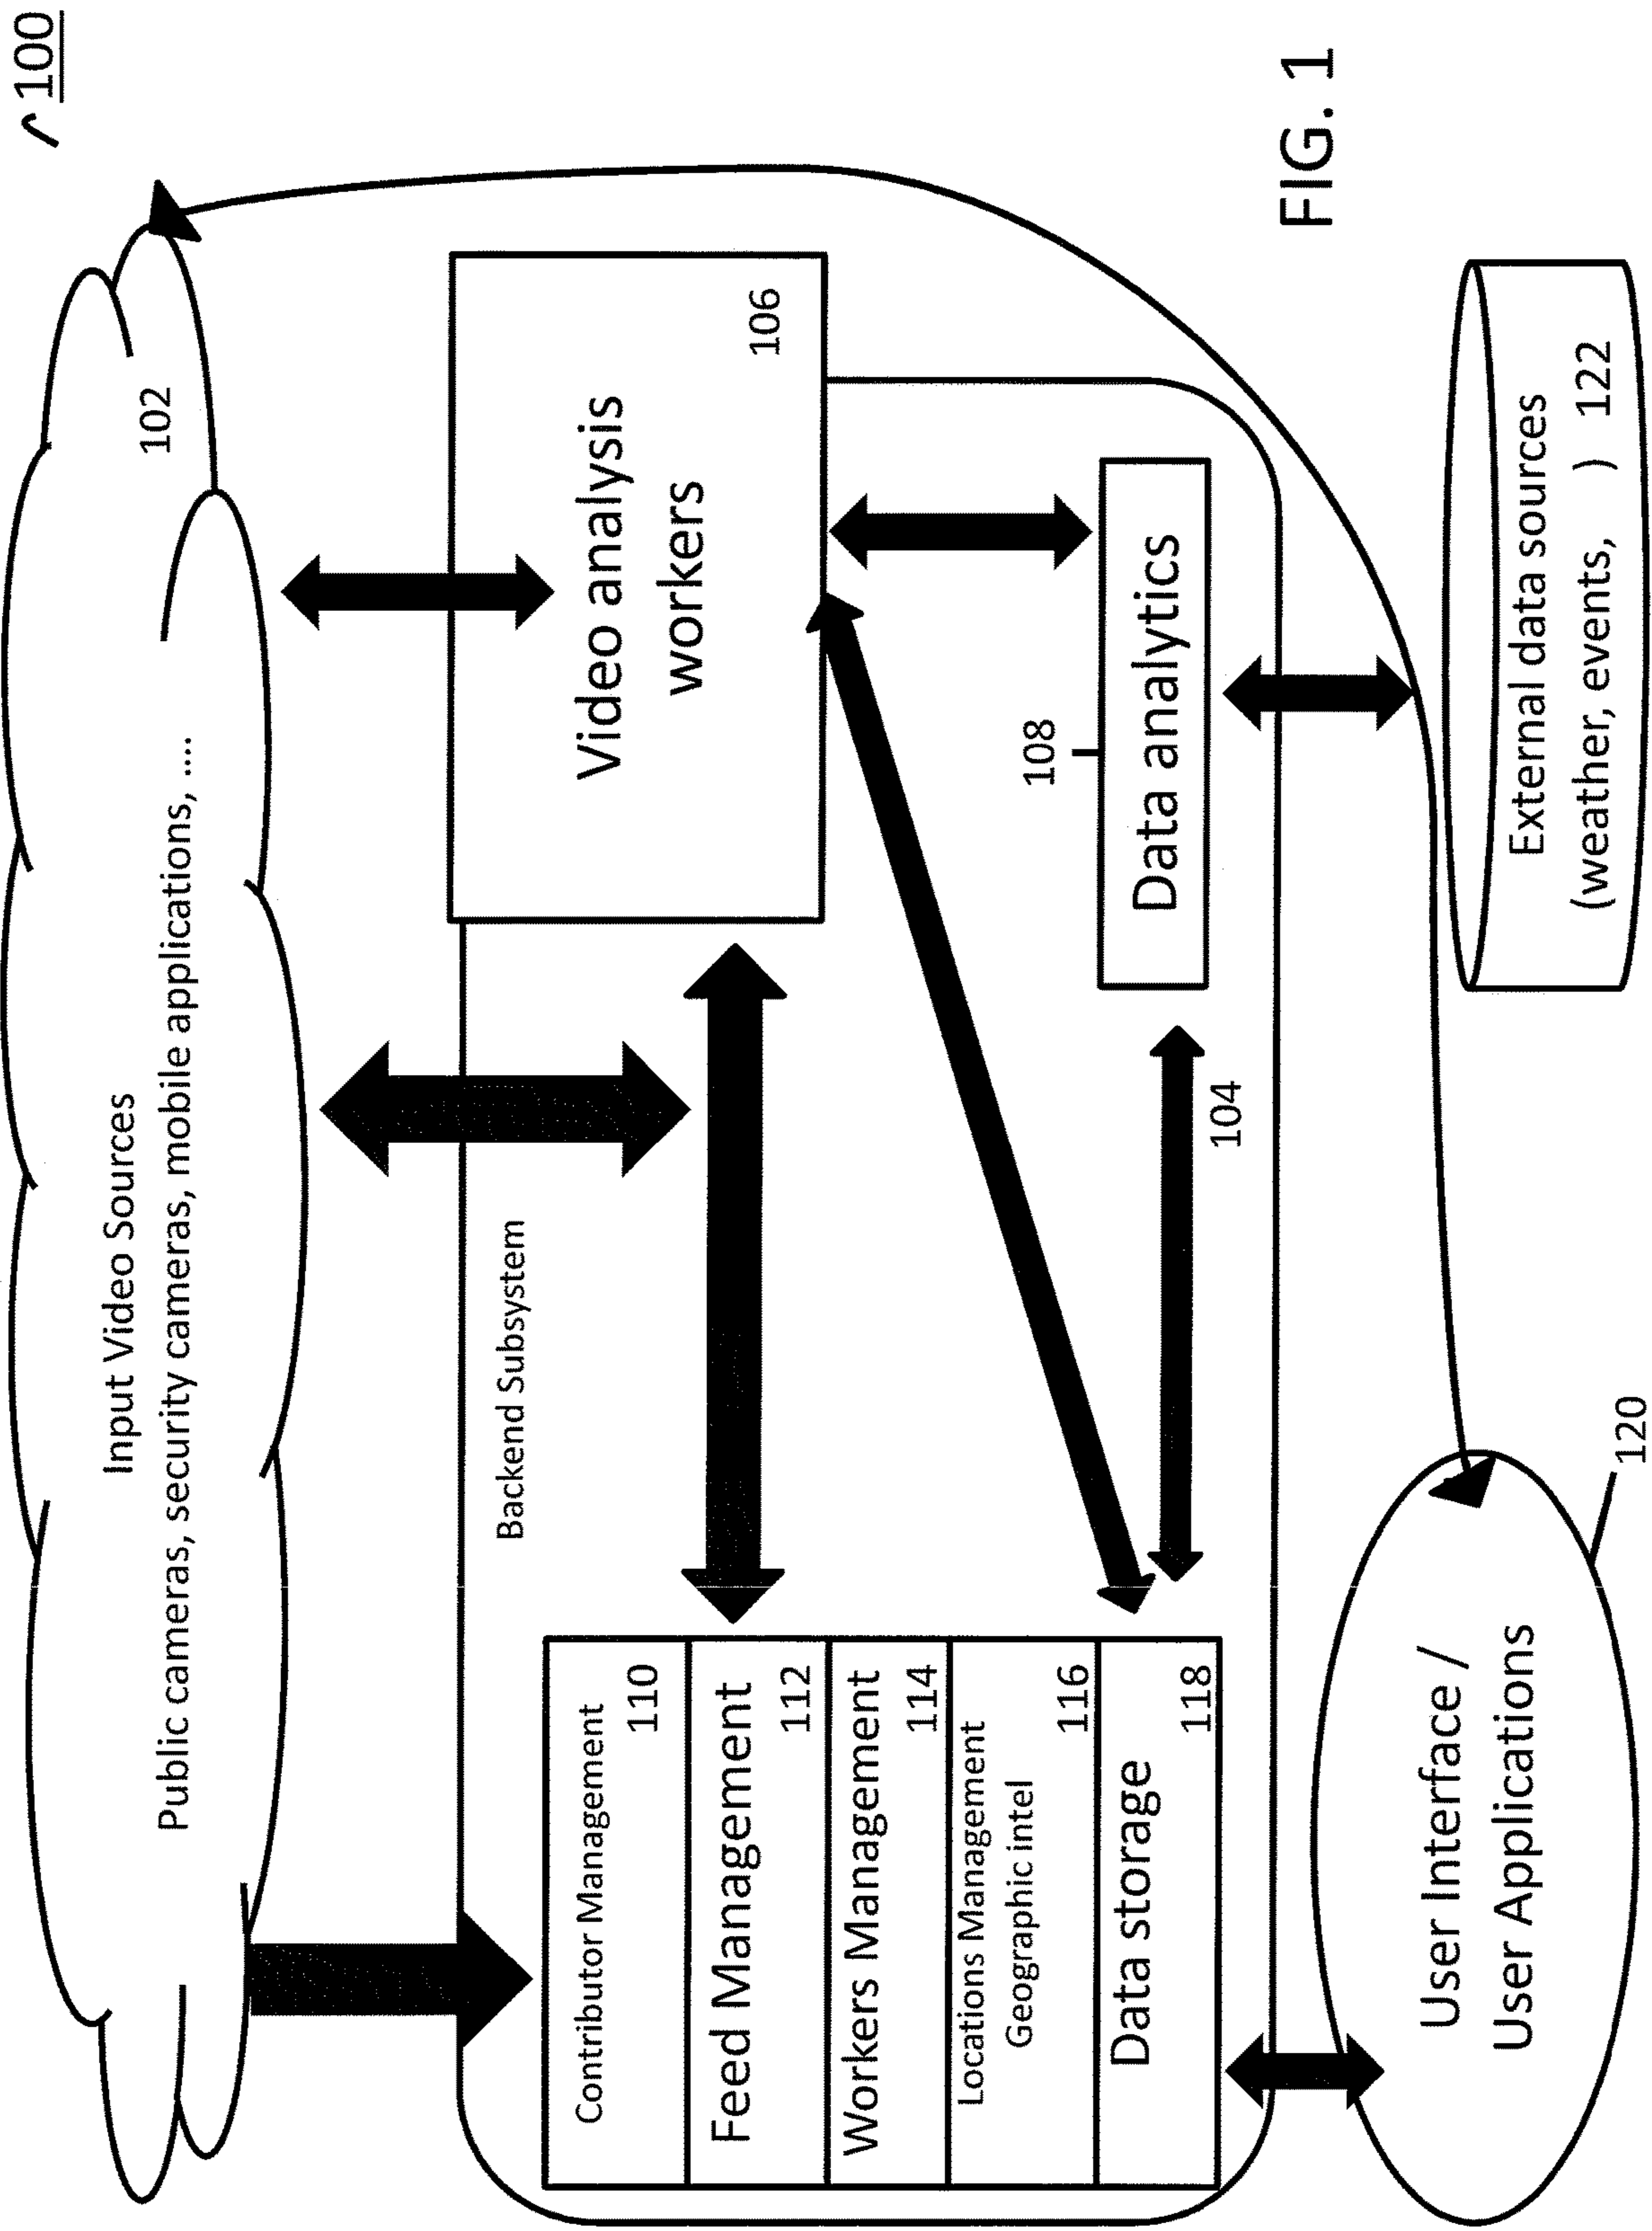 100
Input Video Sources
Public cameras, security cameras, mobile applications, ....
102
Backend Subsystem
Contributor Management
110
Feed Management
112
Workers Management
114
Locations Management
Geographic intel
116
Data storage
118
Video analysis
workers
106
108
Data analytics
104
User Interface /
User Applications
120
External data sources
(weather, events, ) 122
FIG. 1